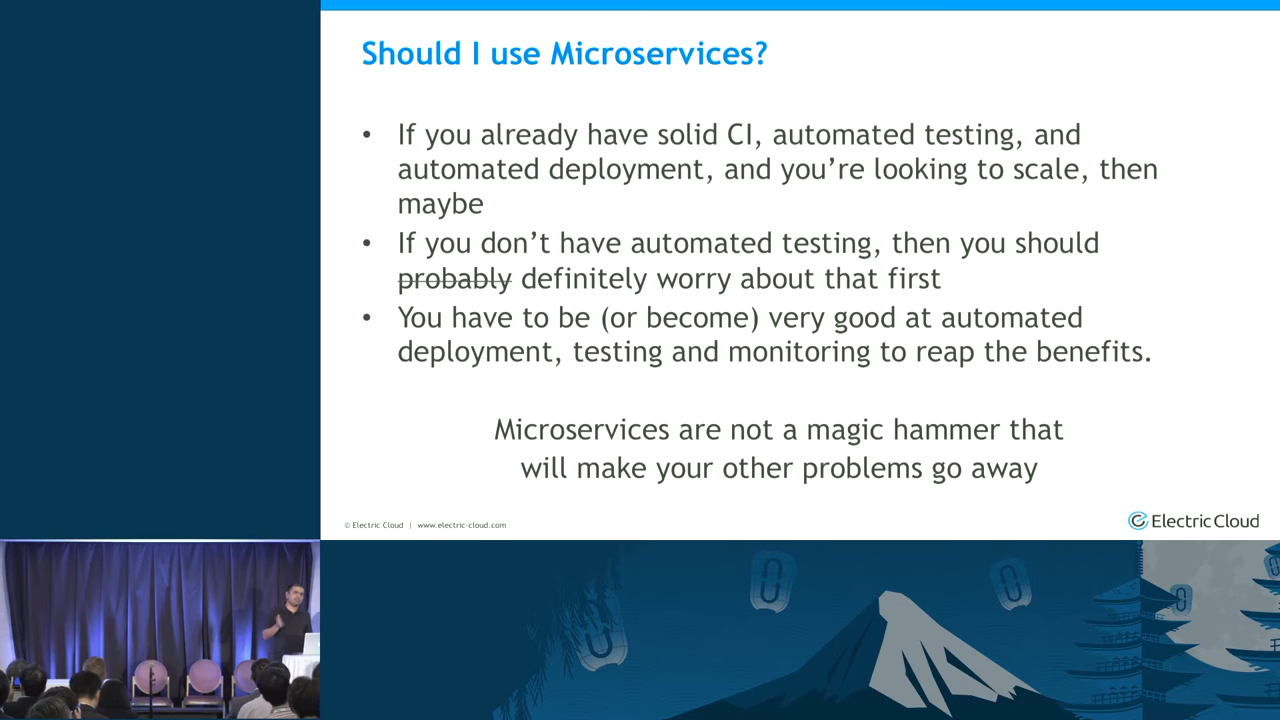 Should I use Microservices?
• If you already have solid CI, automated testing, and
automated deployment, and you’re looking to scale, then
maybe
• If you don’t have automated testing, then you should
probably definitely worry about that first
• You have to be (or become) very good at automated
deployment, testing and monitoring to reap the benefits.
Microservices are not a magic hammer that
will make your other problems go away
© Electric Cloud | www.electric-cloud.com
Electric Cloud